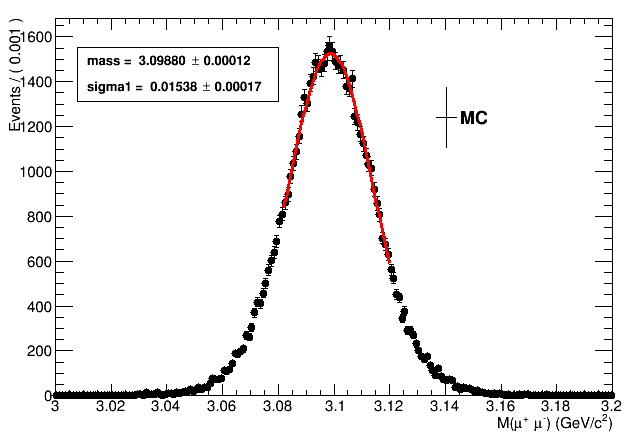 Events / ( 0.001 )
1600
1400
1200
1000
800
600
400
200
0
mass = 3.09880 ± 0.00012
sigma1 = 0.01538 ± 0.00017
MC
3 3.02 3.04 3.06 3.08 3.1 3.12 3.14 3.16 3.18 3.2
M(μ⁺ μ⁻) (GeV/c²)